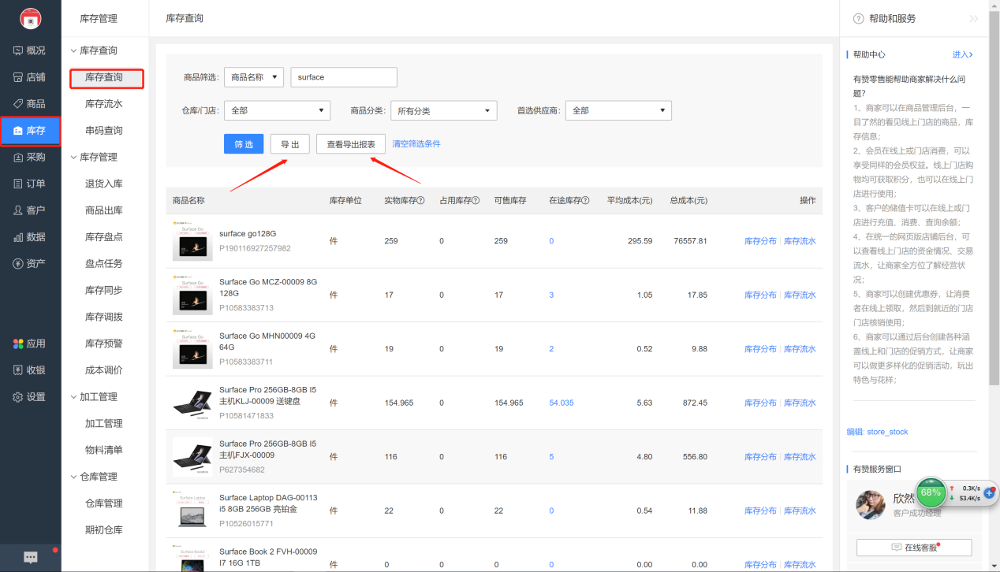 概况
店铺
商品
库存
采购
订单
客户
数据
资产
应用
收银
设置
库存管理
库存查询
库存查询
库存流水
串码查询
库存管理
退货入库
商品出库
库存盘点
盘点任务
库存同步
库存调拨
库存预警
成本调价
加工管理
加工管理
物料清单
仓库管理
仓库管理
期初仓库
库存查询
商品筛选: 商品名称 surface
仓库/门店: 全部 商品分类: 所有分类 首选供应商: 全部
筛选 导出 查看导出报表 清空筛选条件
商品名称 库存单位 实物库存? 占用库存? 可售库存 在途库存? 平均成本(元) 总成本(元) 操作
surface go128G
P190116927257982
件 259 0 259 0 295.59 76557.81 库存分布 库存流水
Surface Go MCZ-00009 8G
128G
P10583383713
件 17 0 17 3 1.05 17.85 库存分布 库存流水
Surface Go MHN00009 4G
64G
P10583383711
件 19 0 19 2 0.52 9.88 库存分布 库存流水
Surface Pro 256GB-8GB I5
主机KLJ-00009 送键盘
P10581471833
件 154.965 0 154.965 54.035 5.63 872.45 库存分布 库存流水
Surface Pro 256GB-8GB I5
主机FJX-00009
P627354682
件 116 0 116 5 4.80 556.80 库存分布 库存流水
Surface Laptop DAG-00113
i5 8GB 256GB 亮铂金
P10526015771
件 22 0 22 0 0.54 11.88 库存分布 库存流水
Surface Book 2 FVH-00009
I7 16G 1TB
件 0 0 0 0 0.00 0.00 库存分布 库存流水
? 帮助和服务
帮助中心 进入
有赞零售能帮助商家解决什么问
题?
1、商家可以在商品管理后台，一
目了然的看见线上门店的商品，库
存信息；
2、会员在线上或门店消费，可以
享受同样的会员权益。线上门店购
物均可获取积分，也可以在线上门
店进行使用；
3、客户的储值卡可以在线上或门
店进行充值、消费、查询余额；
4、在统一的网页版店铺后台，可
以查看线上门店的资金情况、交易
流水，让商家全方位了解经营状
况；
5、商家可以创建优惠券，让消费
者在线上领取，然后到就近的门店
门店核销使用；
6、商家可以通过后台创建各种涵
盖线上和门店的促销方式，让商家
可以做更多样化的促销活动，玩出
特色与花样；
编辑: store_stock
有赞服务窗口
欣然
客户成功经理
68%
0.3K/s
53.4K/s
在线客服